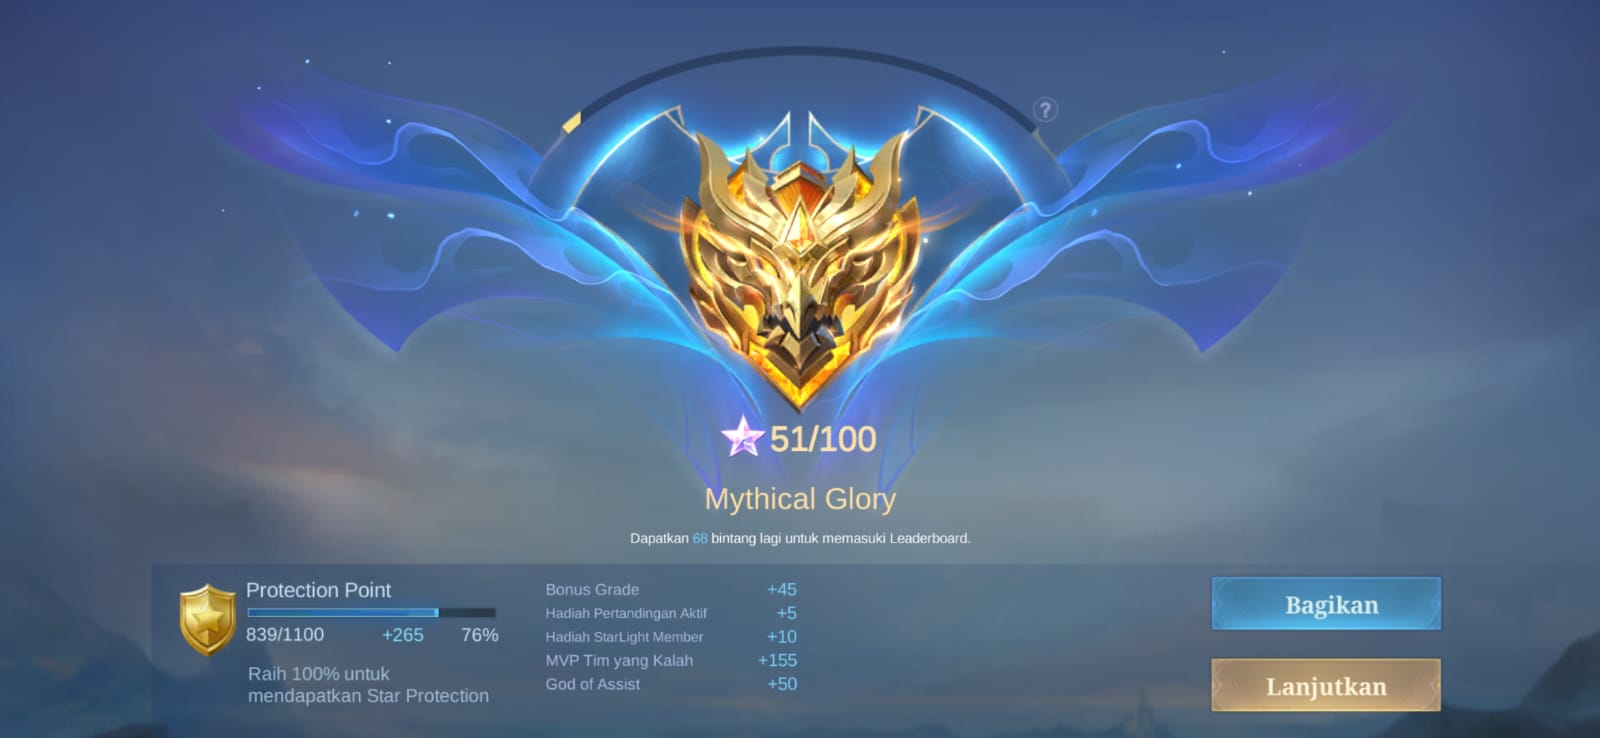 ?
51/100
Mythical Glory
Dapatkan 68 bintang lagi untuk memasuki Leaderboard.
Protection Point
839/1100 +265 76%
Raih 100% untuk
mendapatkan Star Protection
Bonus Grade +45
Hadiah Pertandingan Aktif +5
Hadiah StarLight Member +10
MVP Tim yang Kalah +155
God of Assist +50
Bagikan
Lanjutkan